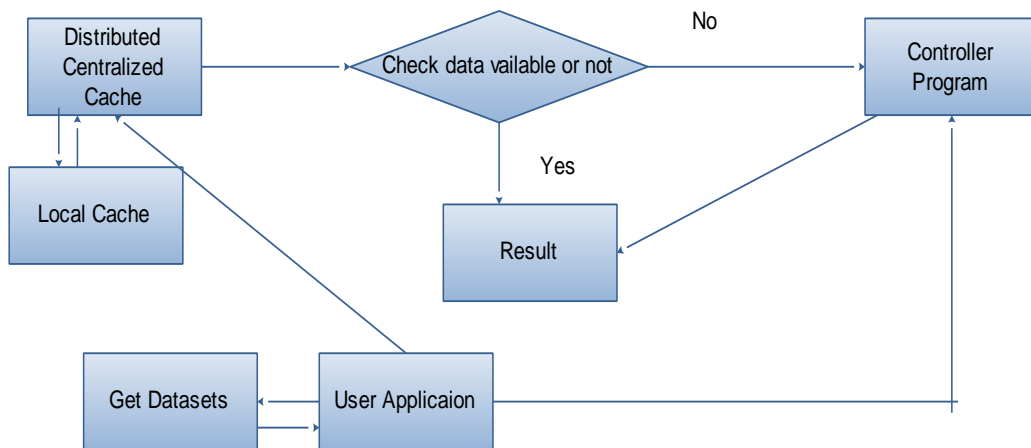 Distributed
Centralized
Cache
Check data vailable or not
No
Controller
Program
Local Cache
Yes
Result
Get Datasets
User Applicaion